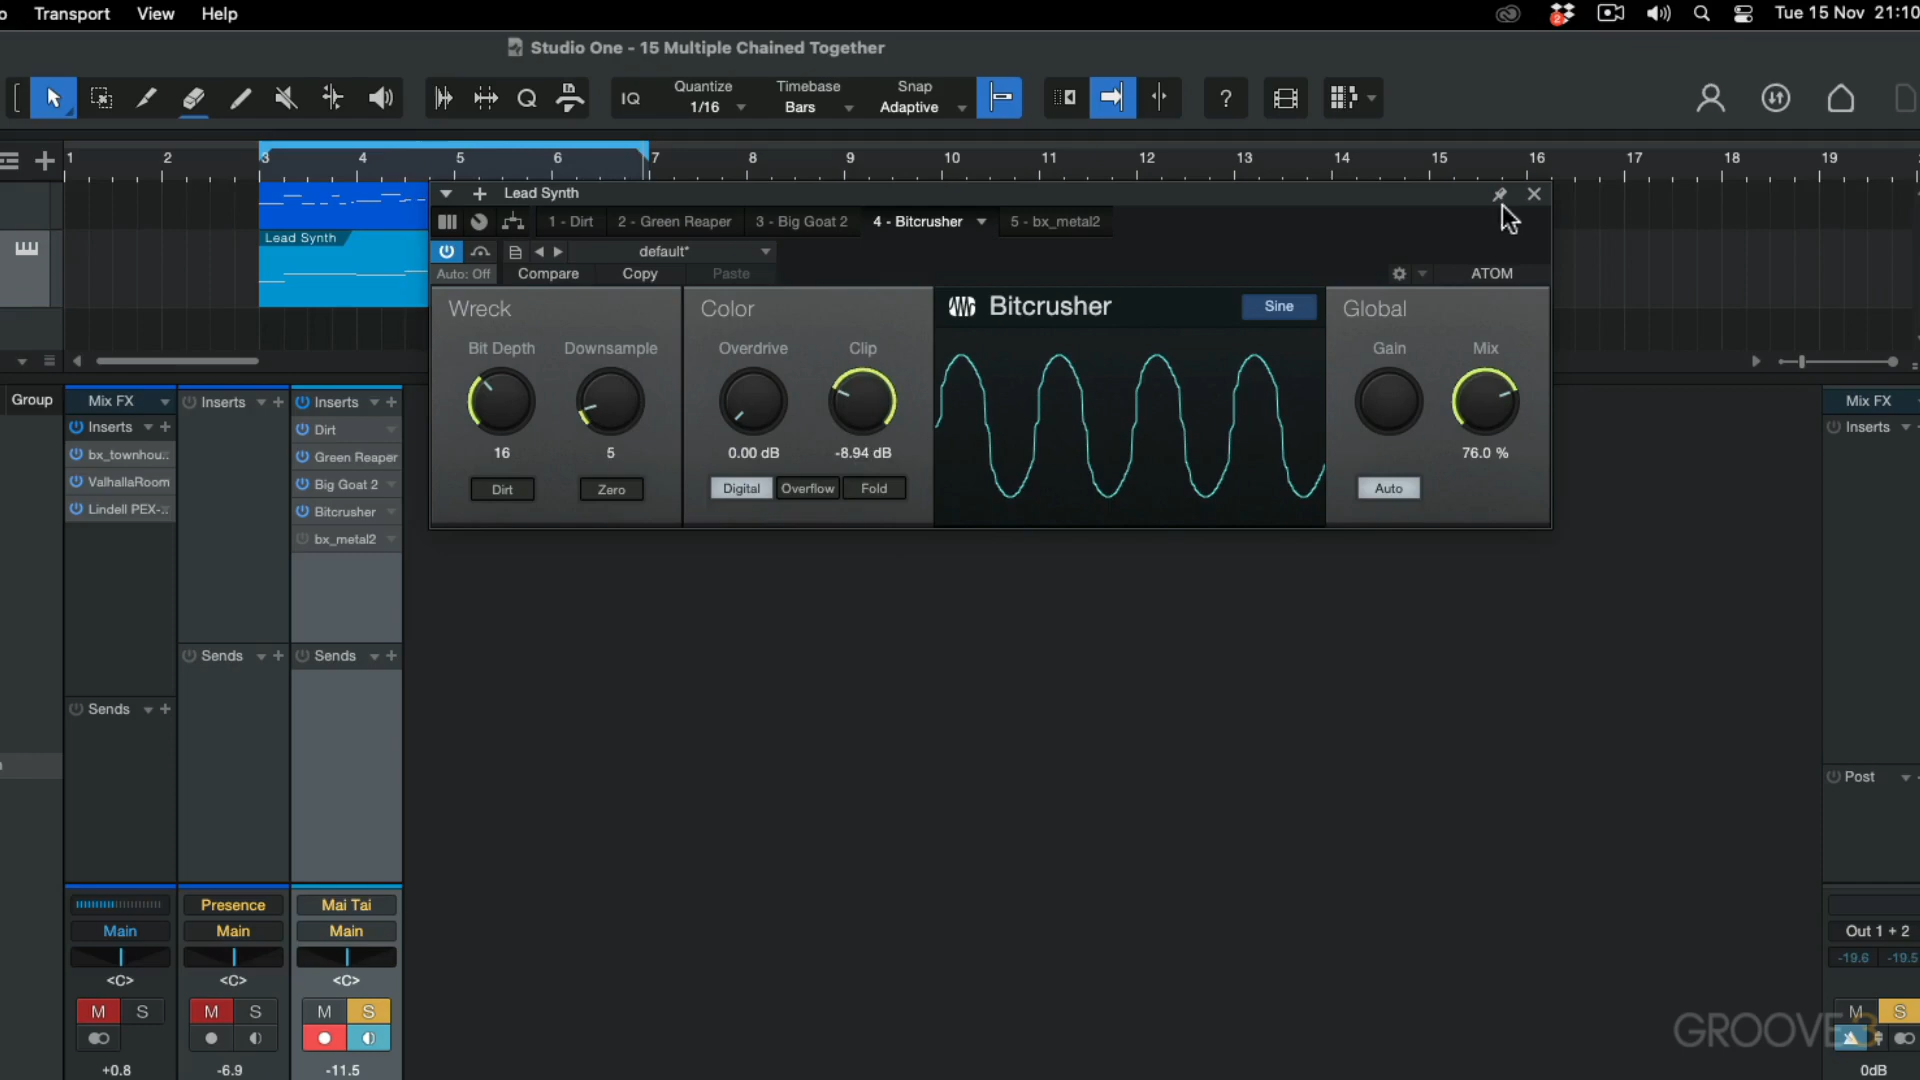 Transport View Help Tue 15 Nov 21:10
Studio One - 15 Multiple Chained Together
IQ Quantize 1/16 Timebase Bars Snap Adaptive ?
1 2 3 4 5 6 7 8 9 10 11 12 13 14 15 16 17 18 19
Lead Synth
Lead Synth
1 - Dirt 2 - Green Reaper 3 - Big Goat 2 4 - Bitcrusher 5 - bx_metal2
default*
Auto: Off Compare Copy Paste ATOM
Wreck Color Bitcrusher Sine Global
Bit Depth Downsample Overdrive Clip Gain Mix
16 5 0.00 dB -8.94 dB 76.0 %
Dirt Zero Digital Overflow Fold Auto
Group Mix FX Inserts Inserts Mix FX
Inserts Dirt Inserts
bx_townhou.. Green Reaper
ValhallaRoom Big Goat 2
Lindell PEX-.. Bitcrusher
bx_metal2
Sends Sends
Sends
Post
Presence Mai Tai
Main Main Main Out 1 + 2
-19.6 -19.5
<C> <C> <C>
M S M S M S M S
+0.8 -6.9 -11.5 0dB
GROOVE3